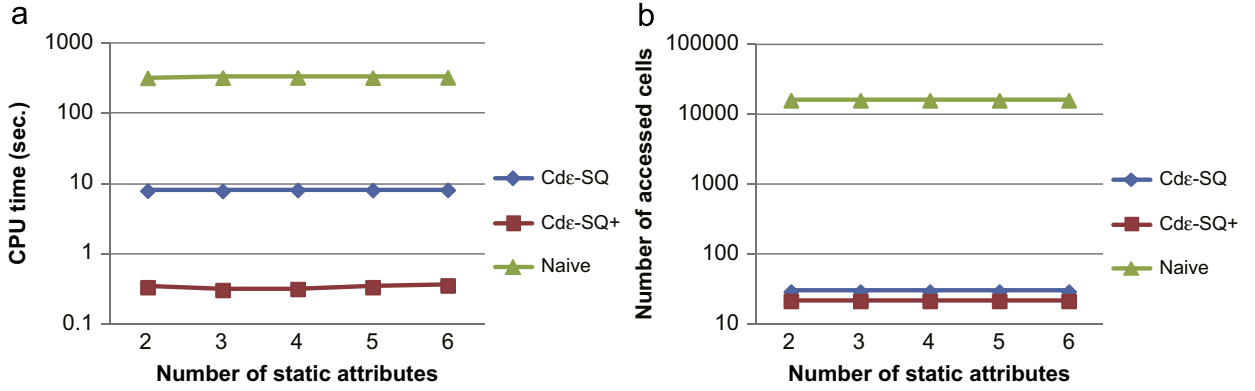 a
1000
100
10
1
0.1
CPU time (sec.)
2 3 4 5 6
Number of static attributes
Cdε-SQ
Cdε-SQ+
Naive
b
100000
10000
1000
100
10
Number of accessed cells
2 3 4 5 6
Number of static attributes
Cdε-SQ
Cdε-SQ+
Naive